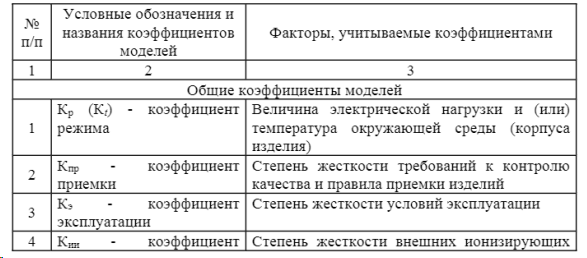 № п/п
Условные обозначения и названия коэффициентов моделей
Факторы, учитываемые коэффициентами
1 2 3
Общие коэффициенты моделей
1
Кр (Кt) - коэффициент
режима
Величина электрической нагрузки и (или)
температура окружающей среды (корпуса
изделия)
2
Кпр - коэффициент
приемки
Степень жесткости требований к контролю
качества и правила приемки изделий
3
Кэ - коэффициент
эксплуатации
Степень жесткости условий эксплуатации
4
Кии - коэффициент
Степень жесткости внешних ионизирующих